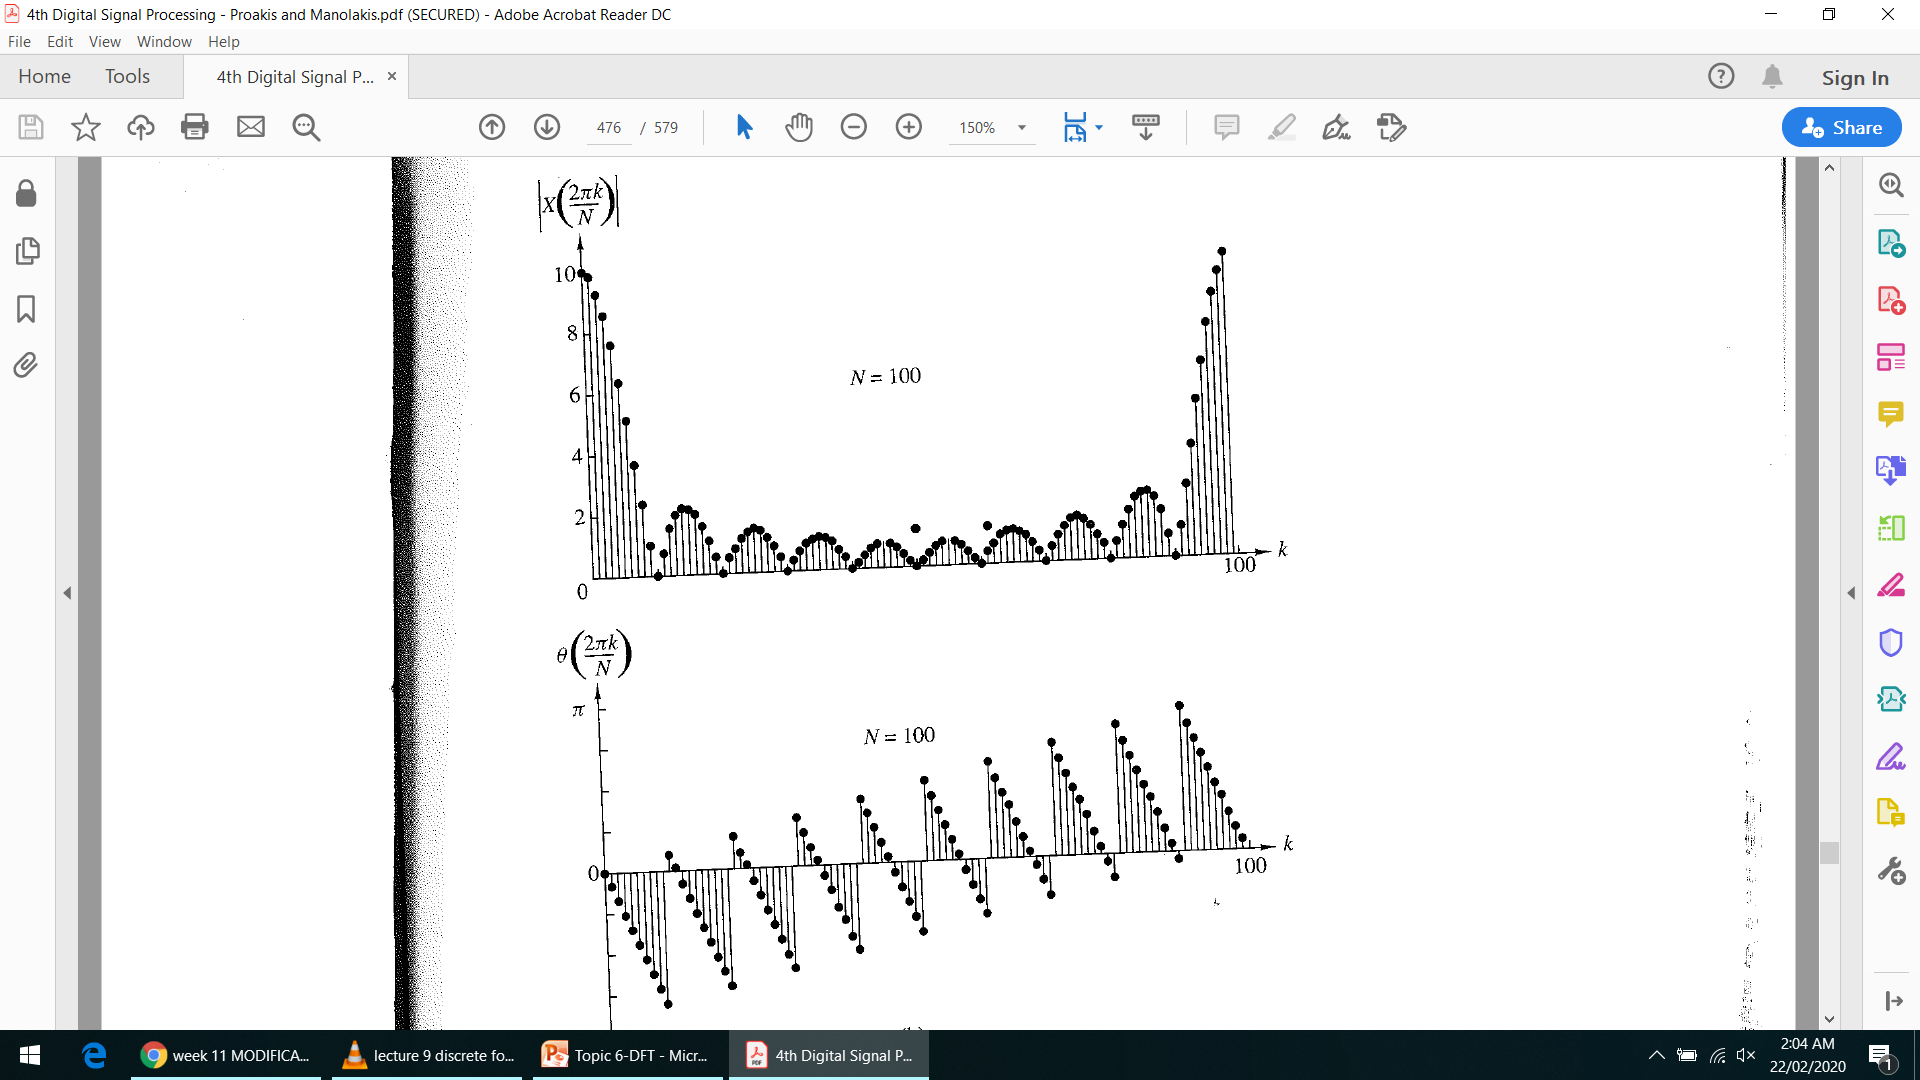 4th Digital Signal Processing - Proakis and Manolakis.pdf (SECURED) - Adobe Acrobat Reader DC
File Edit View Window Help
Home Tools 4th Digital Signal P... × Sign In
476 / 579 150% Share
|X(2πk/N)|
10
8
N = 100
6
4
2
0
100 k
θ(2πk/N)
π
N = 100
0
100 k
week 11 MODIFICA...
lecture 9 discrete fo...
Topic 6-DFT - Micr...
4th Digital Signal P...
2:04 AM
22/02/2020
1